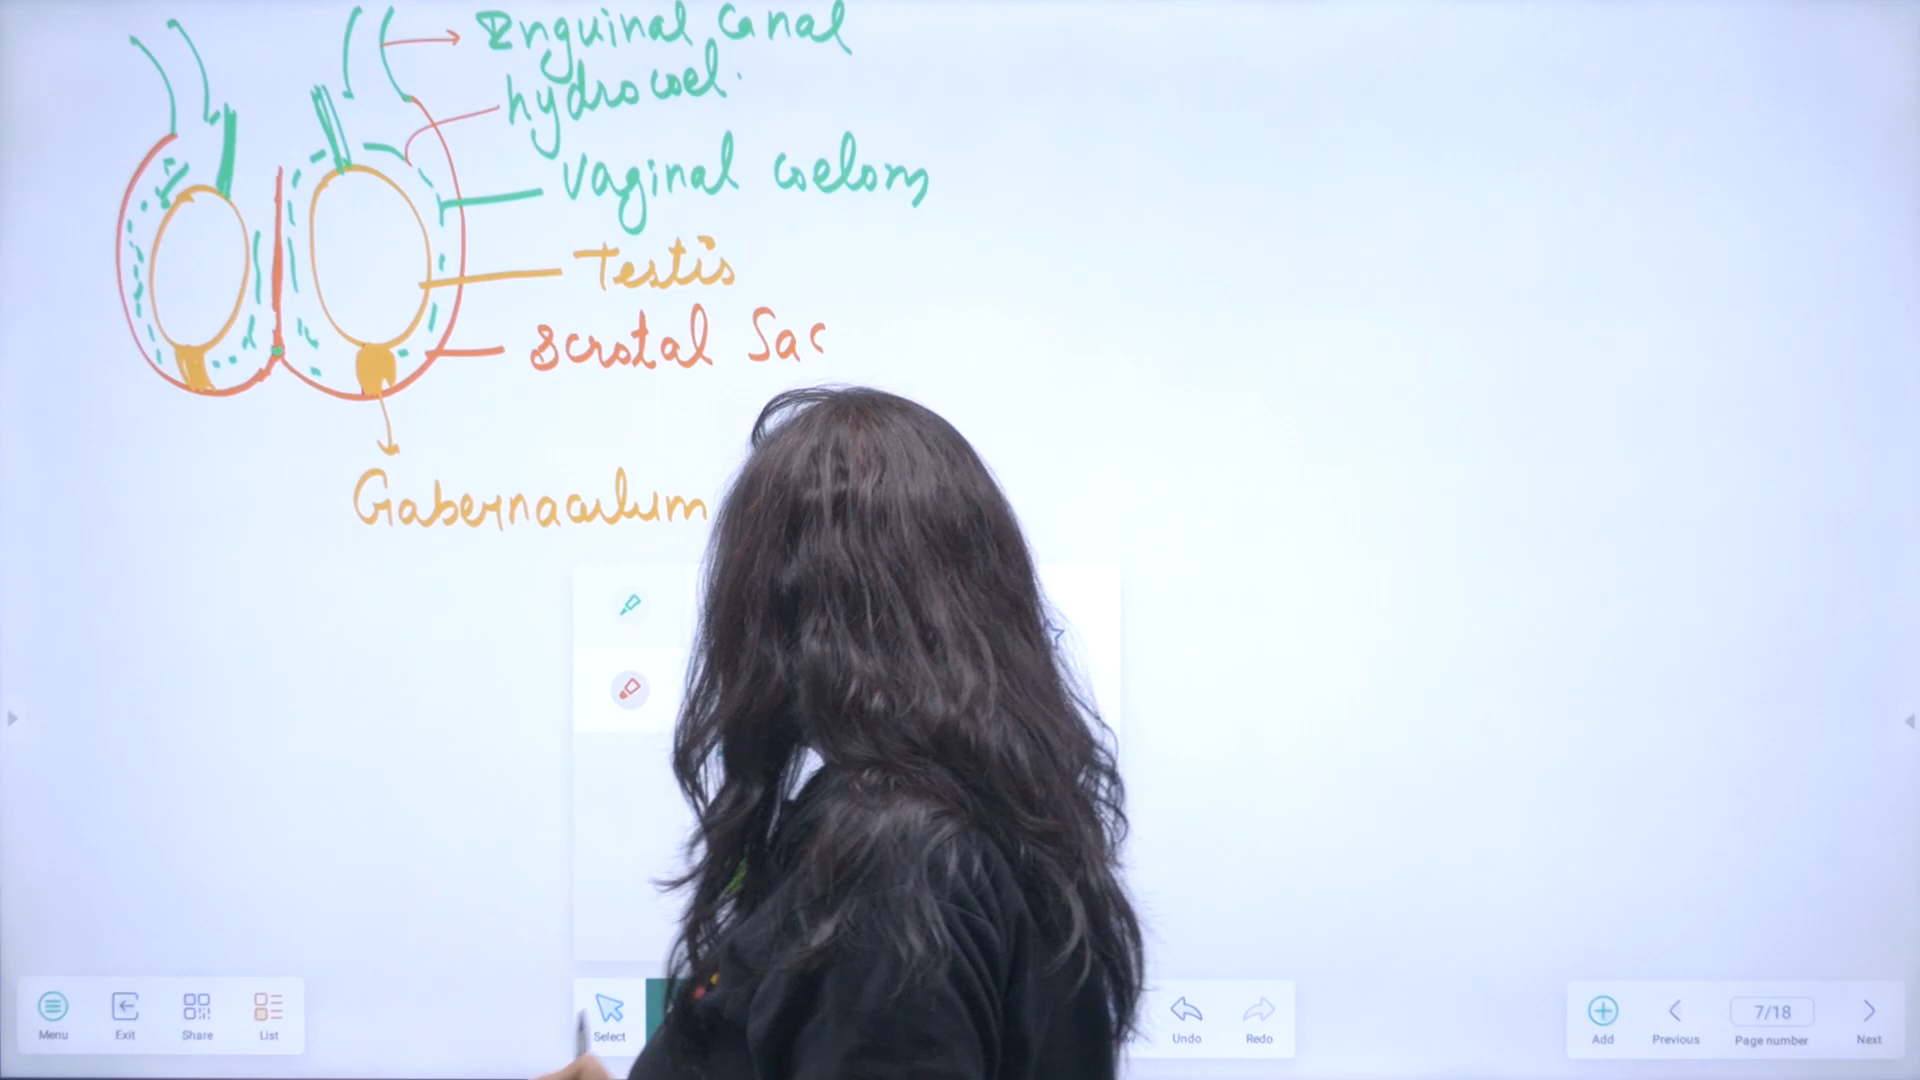 Inguinal Canal
hydrocoel.
Vaginal coelom
Testis
Scrotal Sac
Gabernaculum
Menu
Exit
Share
List
Select
Undo
Redo
Add
Previous
7/18
Page number
Next